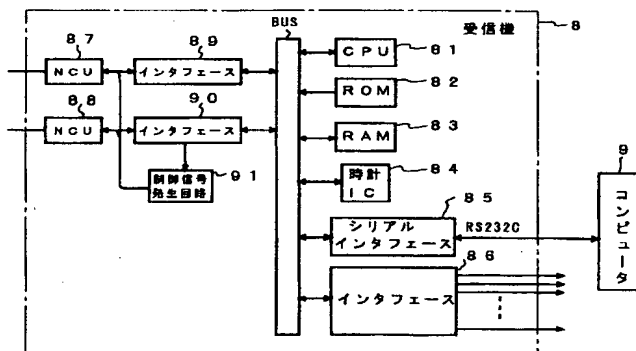 受信機
8
BUS
87
NCU
89
インタフェース
88
NCU
90
インタフェース
91
制御信号
発生回路
CPU
81
ROM
82
RAM
83
時計
IC
84
シリアル
インタフェース
85
RS232C
インタフェース
86
9
コンピュータ